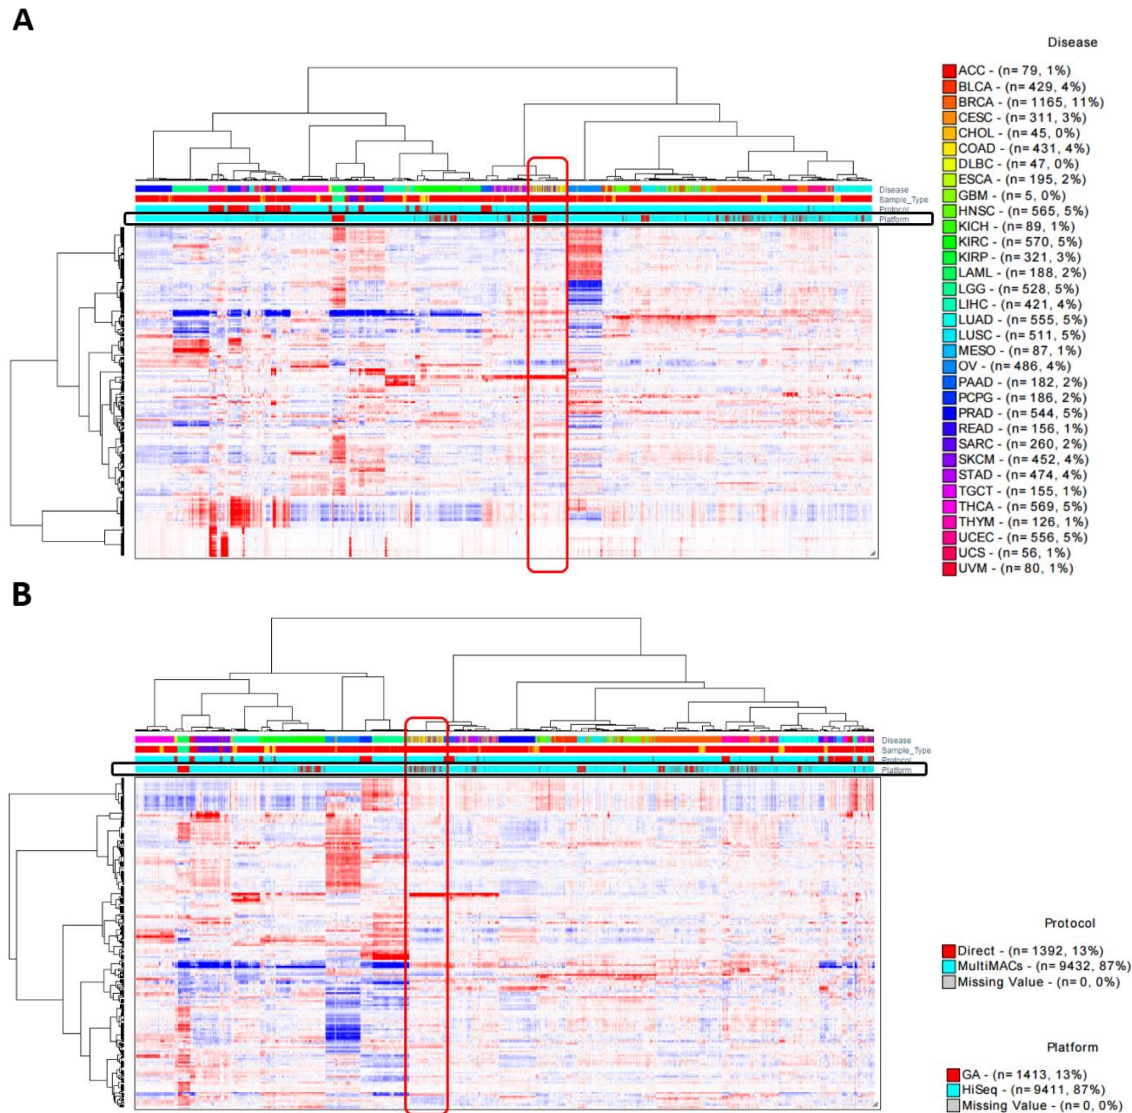 A
Disease
ACC - (n= 79, 1%)
BLCA - (n= 429, 4%)
BRCA - (n= 1165, 11%)
CESC - (n= 311, 3%)
CHOL - (n= 45, 0%)
COAD - (n= 431, 4%)
DLBC - (n= 47, 0%)
ESCA - (n= 195, 2%)
GBM - (n= 5, 0%)
HNSC - (n= 565, 5%)
KICH - (n= 89, 1%)
KIRC - (n= 570, 5%)
KIRP - (n= 321, 3%)
LAML - (n= 188, 2%)
LGG - (n= 528, 5%)
LIHC - (n= 421, 4%)
LUAD - (n= 555, 5%)
LUSC - (n= 511, 5%)
MESO - (n= 87, 1%)
OV - (n= 486, 4%)
PAAD - (n= 182, 2%)
PCPG - (n= 186, 2%)
PRAD - (n= 544, 5%)
READ - (n= 156, 1%)
SARC - (n= 260, 2%)
SKCM - (n= 452, 4%)
STAD - (n= 474, 4%)
TGCT - (n= 155, 1%)
THCA - (n= 569, 5%)
THYM - (n= 126, 1%)
UCEC - (n= 556, 5%)
UCS - (n= 56, 1%)
UVM - (n= 80, 1%)
Disease
Sample_Type
Protocol
Platform
B
Disease
Sample_Type
Protocol
Platform
Protocol
Direct - (n= 1392, 13%)
MultiMACs - (n= 9432, 87%)
Missing Value - (n= 0, 0%)
Platform
GA - (n= 1413, 13%)
HiSeq - (n= 9411, 87%)
Missing Value - (n= 0, 0%)